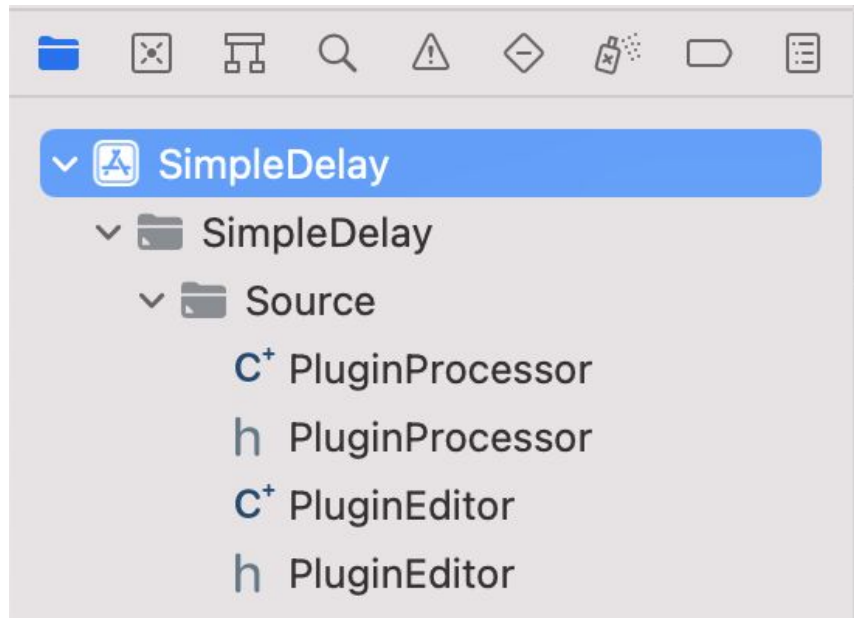 SimpleDelay
SimpleDelay
Source
C+ PluginProcessor
h PluginProcessor
C+ PluginEditor
h PluginEditor